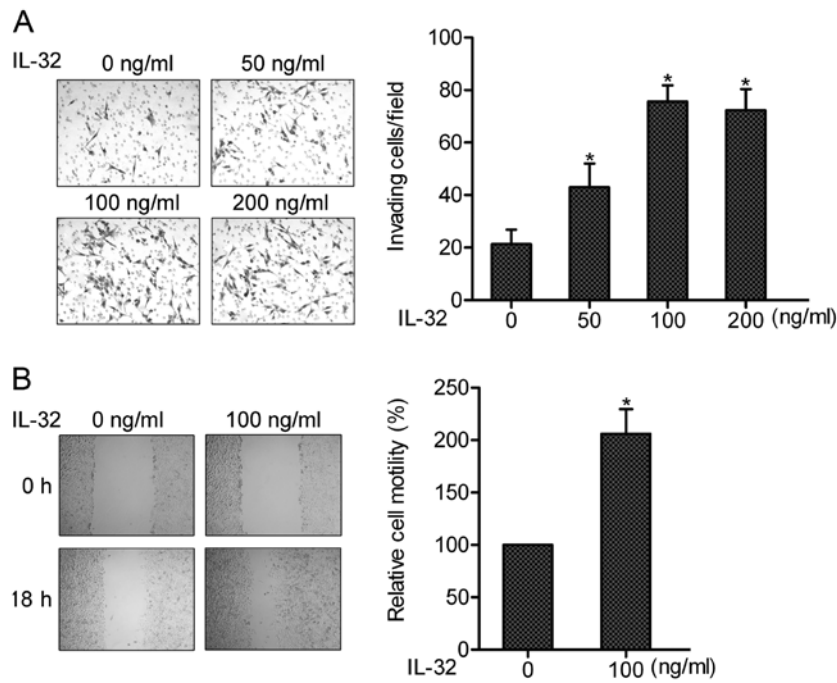 A
IL-32
0 ng/ml
50 ng/ml
100 ng/ml
200 ng/ml
Invading cells/field
100
80
60
40
20
0
*
*
*
IL-32
0
50
100
200
(ng/ml)
B
IL-32
0 ng/ml
100 ng/ml
0 h
18 h
Relative cell motility (%)
250
200
150
100
50
0
*
IL-32
0
100
(ng/ml)